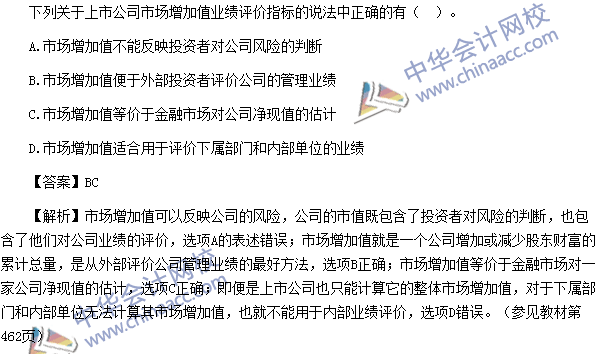 下列关于上市公司市场增加值业绩评价指标的说法中正确的有（　）。
A.市场增加值不能反映投资者对公司风险的判断
B.市场增加值便于外部投资者评价公司的管理业绩
C.市场增加值等价于金融市场对公司净现值的估计
D.市场增加值适合用于评价下属部门和内部单位的业绩
【答案】BC
【解析】市场增加值可以反映公司的风险，公司的市值既包含了投资者对风险的判断，也包
含了他们对公司业绩的评价，选项A的表述错误；市场增加值就是一个公司增加或减少股东财富的
累计总量，是从外部评价公司管理业绩的最好方法，选项B正确；市场增加值等价于金融市场对一
家公司净现值的估计，选项C正确；即便是上市公司也只能计算它的整体市场增加值，对于下属部
门和内部单位无法计算其市场增加值，也就不能用于内部业绩评价，选项D错误。（参见教材第
462页）
中华会计网校
www.chinaacc.com
中华会计网校
www.chinaacc.com